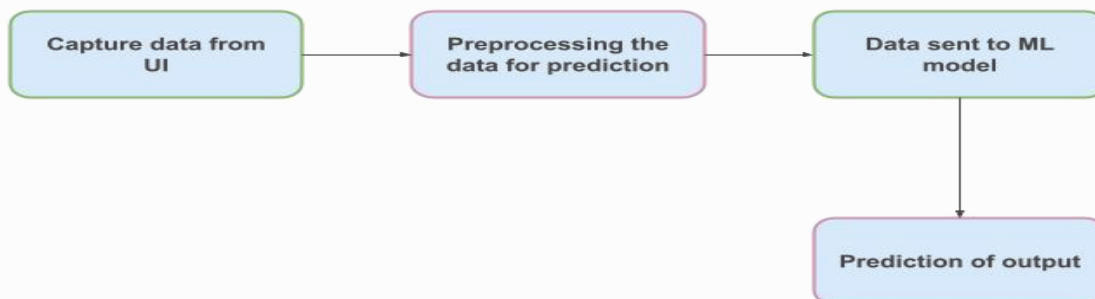 Capture data from
UI
Preprocessing the
data for prediction
Data sent to ML
model
Prediction of output